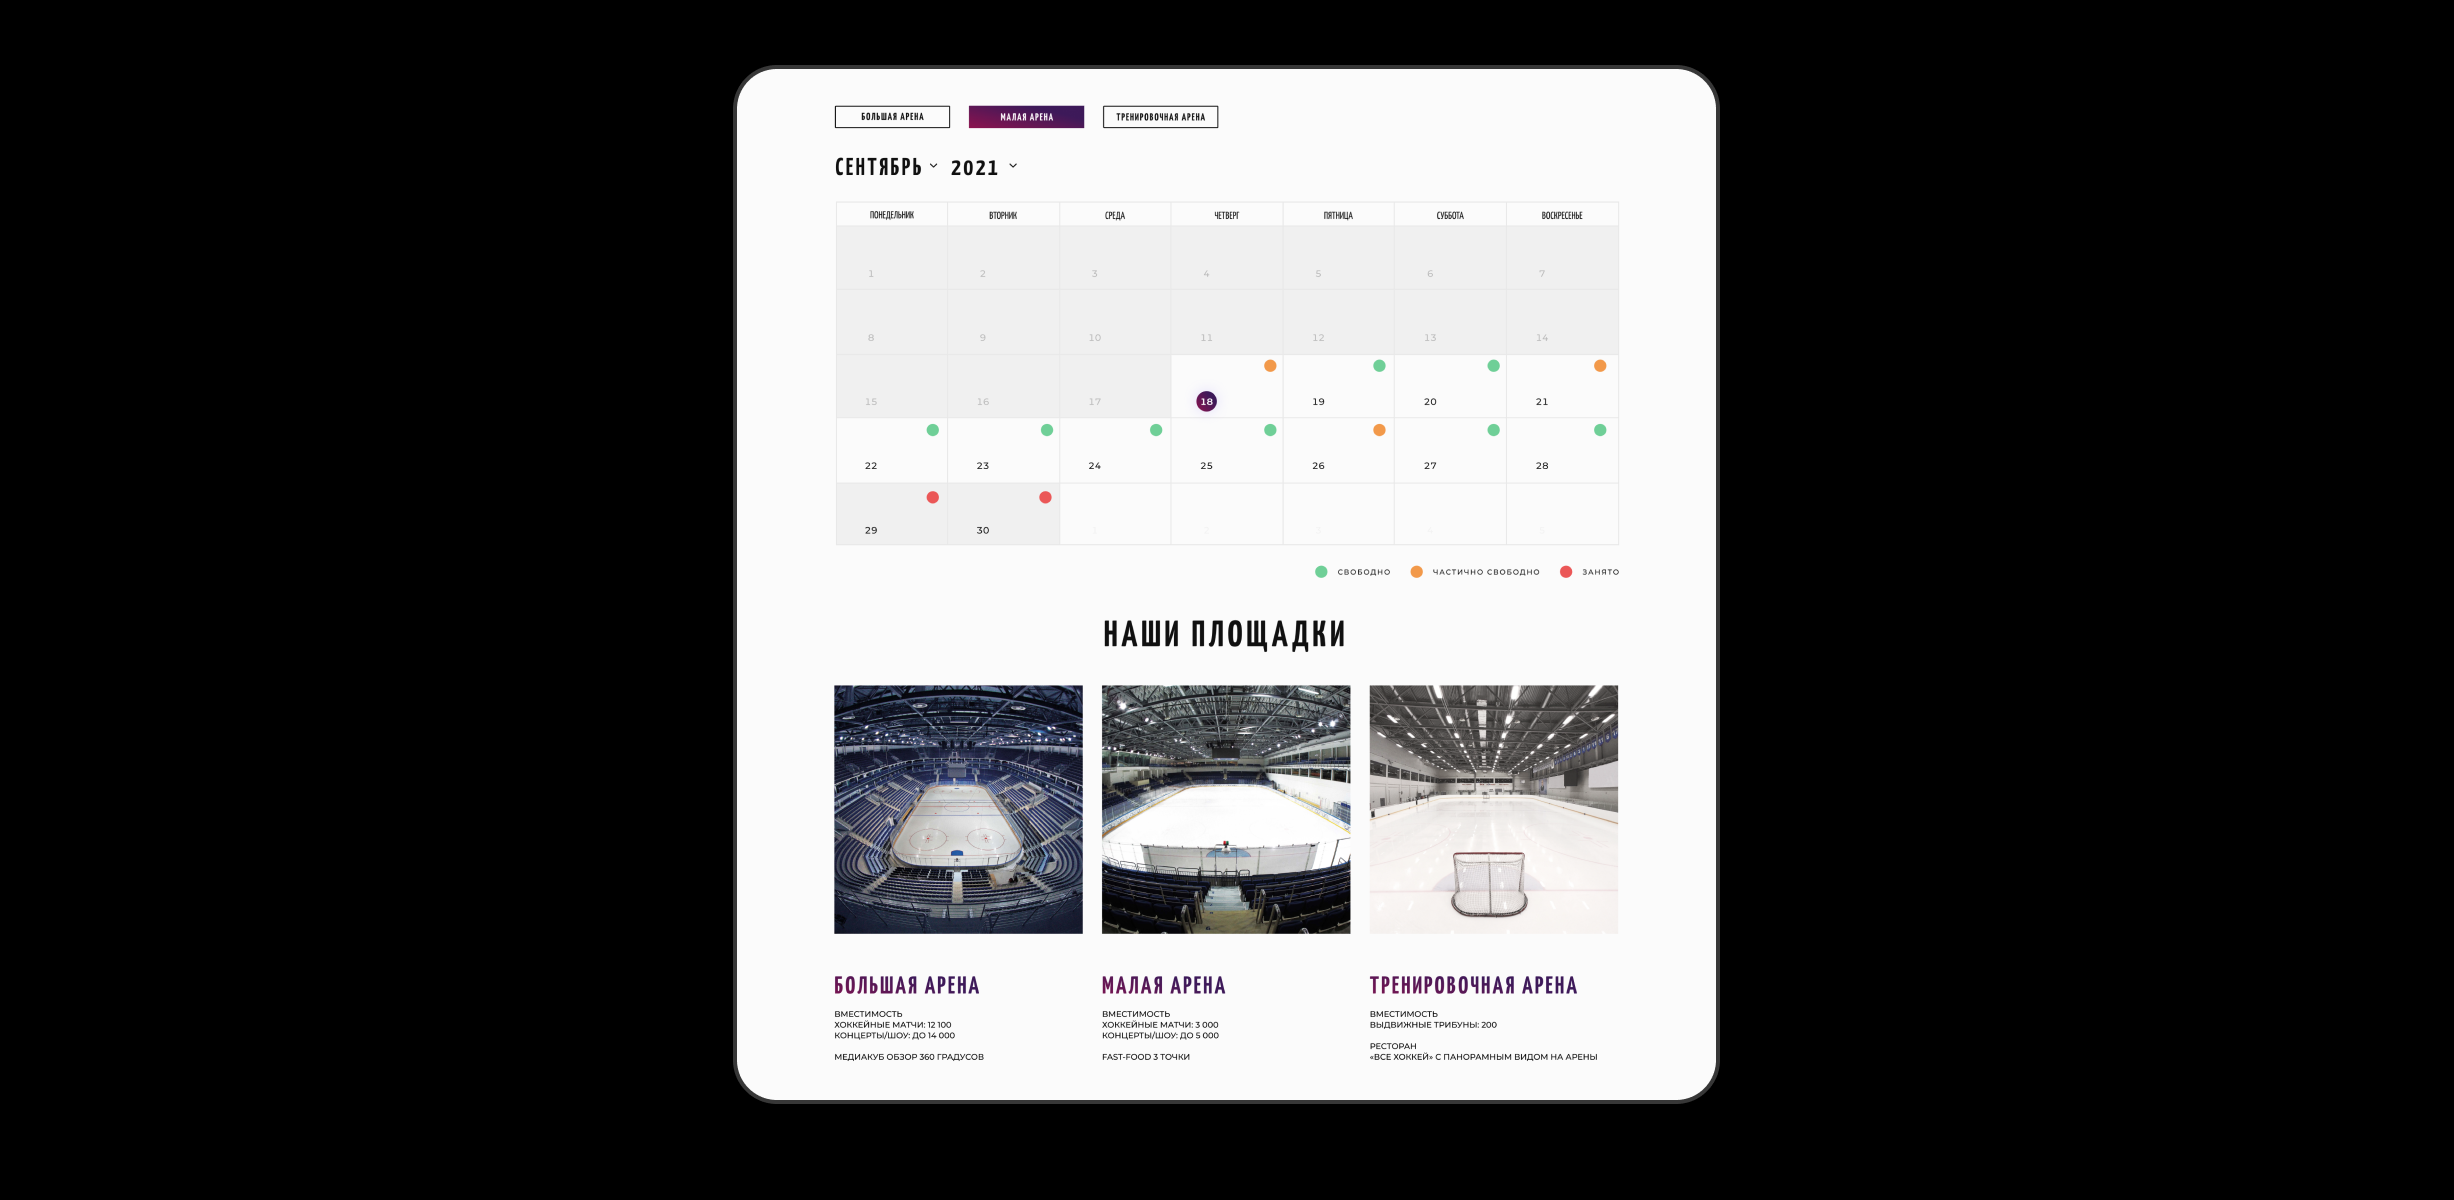 БОЛЬШАЯ АРЕНА МАЛАЯ АРЕНА ТРЕНИРОВОЧНАЯ АРЕНА
СЕНТЯБРЬ 2021
ПОНЕДЕЛЬНИК ВТОРНИК СРЕДА ЧЕТВЕРГ ПЯТНИЦА СУББОТА ВОСКРЕСЕНЬЕ
1 2 3 4 5 6 7
8 9 10 11 12 13 14
15 16 17 18 19 20 21
22 23 24 25 26 27 28
29 30
СВОБОДНО ЧАСТИЧНО СВОБОДНО ЗАНЯТО
НАШИ ПЛОЩАДКИ
БОЛЬШАЯ АРЕНА
ВМЕСТИМОСТЬ
ХОККЕЙНЫЕ МАТЧИ: 12 100
КОНЦЕРТЫ/ШОУ: ДО 14 000
МЕДИАКУБ ОБЗОР 360 ГРАДУСОВ
МАЛАЯ АРЕНА
ВМЕСТИМОСТЬ
ХОККЕЙНЫЕ МАТЧИ: 3 000
КОНЦЕРТЫ/ШОУ: ДО 5 000
FAST-FOOD 3 ТОЧКИ
ТРЕНИРОВОЧНАЯ АРЕНА
ВМЕСТИМОСТЬ
ВЫДВИЖНЫЕ ТРИБУНЫ: 200
РЕСТОРАН
«ВСЕ ХОККЕЙ» С ПАНОРАМНЫМ ВИДОМ НА АРЕНЫ